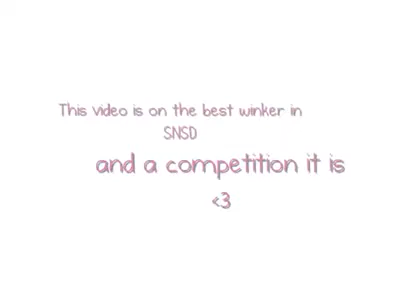 This video is on the best winker in
SNSD
and a competition it is
<3